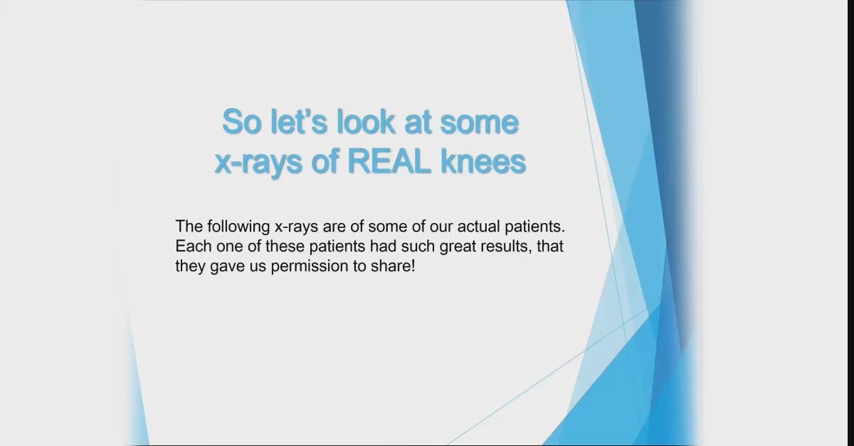 So let’s look at some
x-rays of REAL knees
The following x-rays are of some of our actual patients.
Each one of these patients had such great results, that
they gave us permission to share!